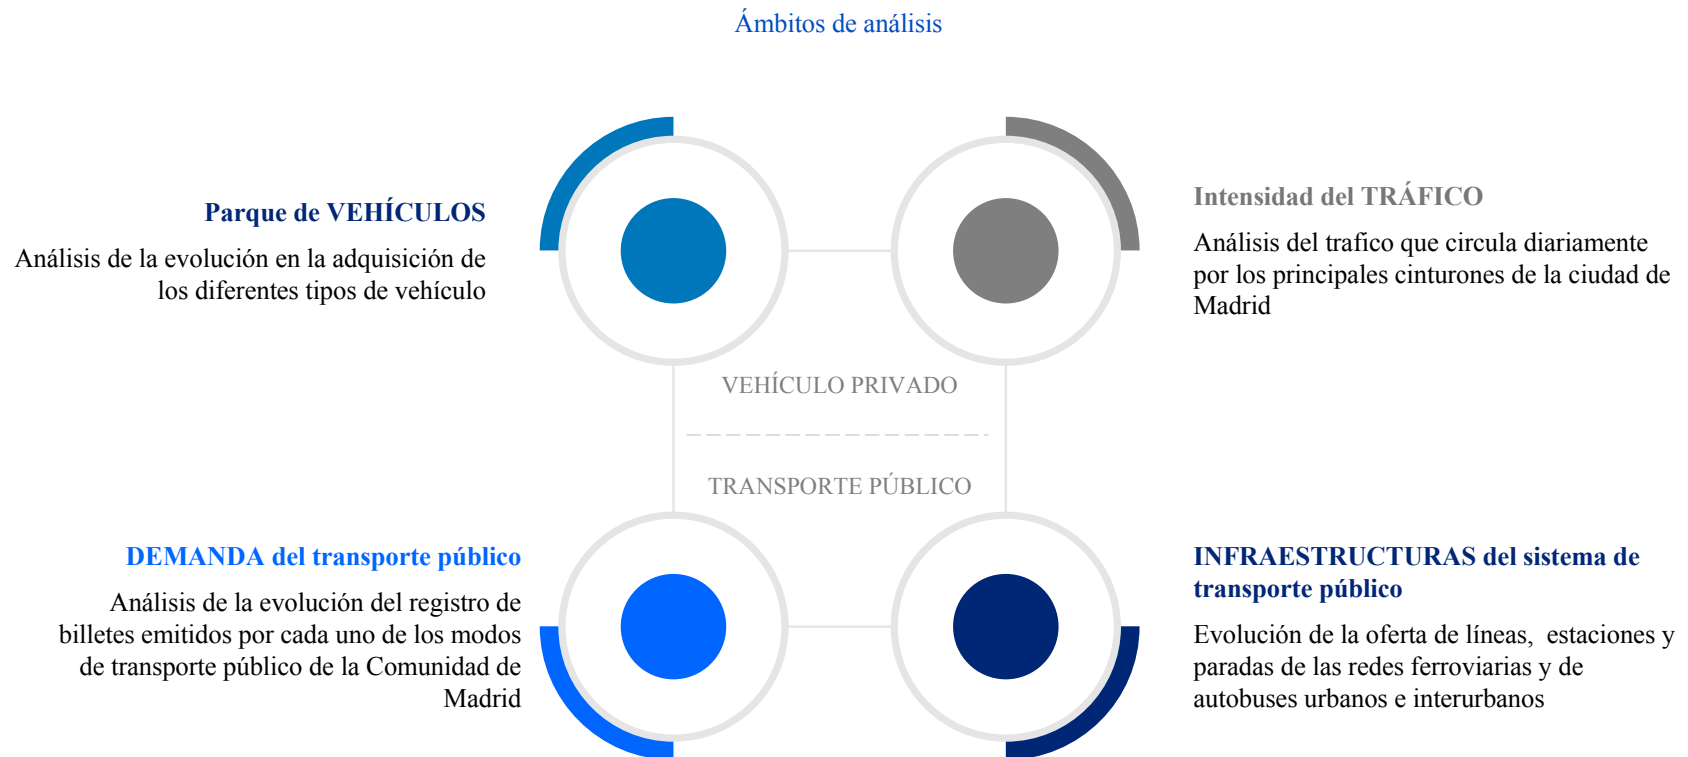 Ámbitos de análisis
Parque de VEHÍCULOS
Análisis de la evolución en la adquisición de
los diferentes tipos de vehículo
Intensidad del TRÁFICO
Análisis del trafico que circula diariamente
por los principales cinturones de la ciudad de
Madrid
VEHÍCULO PRIVADO
TRANSPORTE PÚBLICO
DEMANDA del transporte público
Análisis de la evolución del registro de
billetes emitidos por cada uno de los modos
de transporte público de la Comunidad de
Madrid
INFRAESTRUCTURAS del sistema de
transporte público
Evolución de la oferta de líneas, estaciones y
paradas de las redes ferroviarias y de
autobuses urbanos e interurbanos